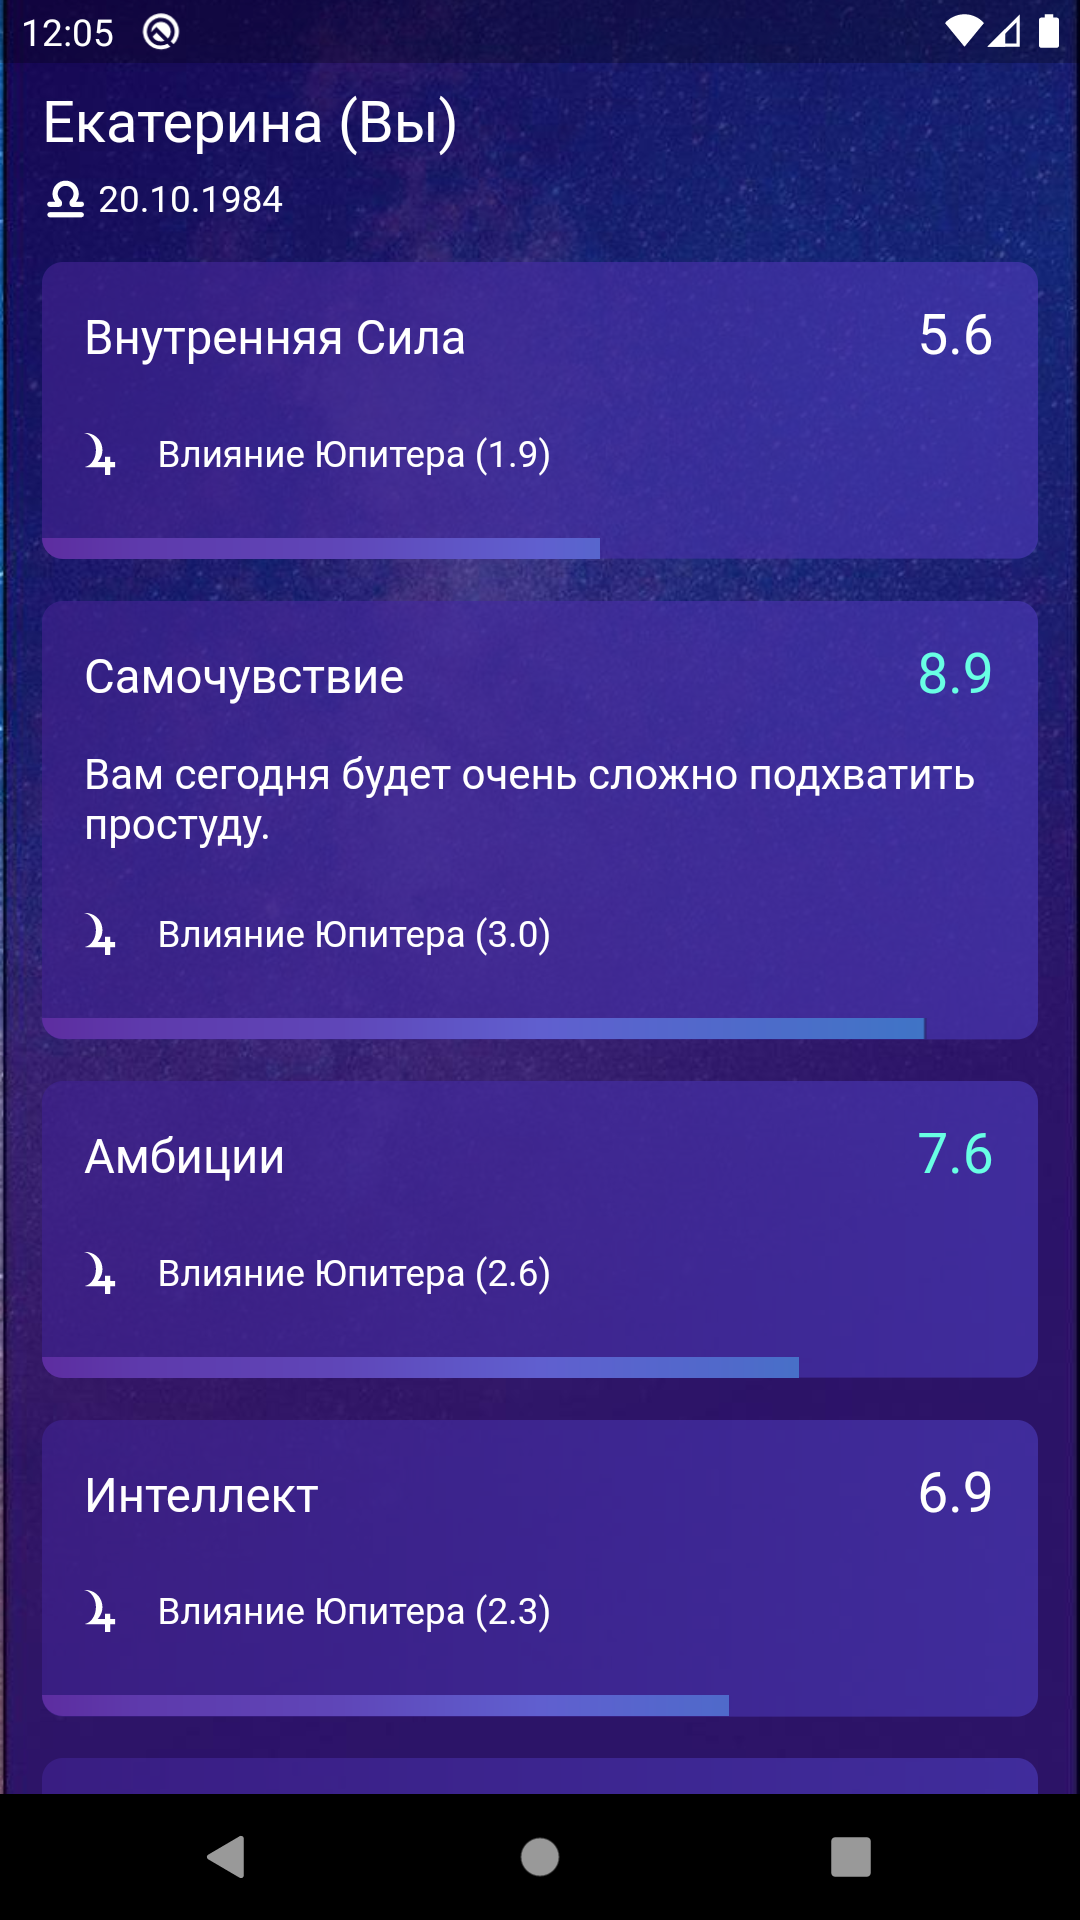 12:05
Екатерина (Вы)
20.10.1984
Внутренняя Сила 5.6
Влияние Юпитера (1.9)
Самочувствие 8.9
Вам сегодня будет очень сложно подхватить
простуду.
Влияние Юпитера (3.0)
Амбиции 7.6
Влияние Юпитера (2.6)
Интеллект 6.9
Влияние Юпитера (2.3)